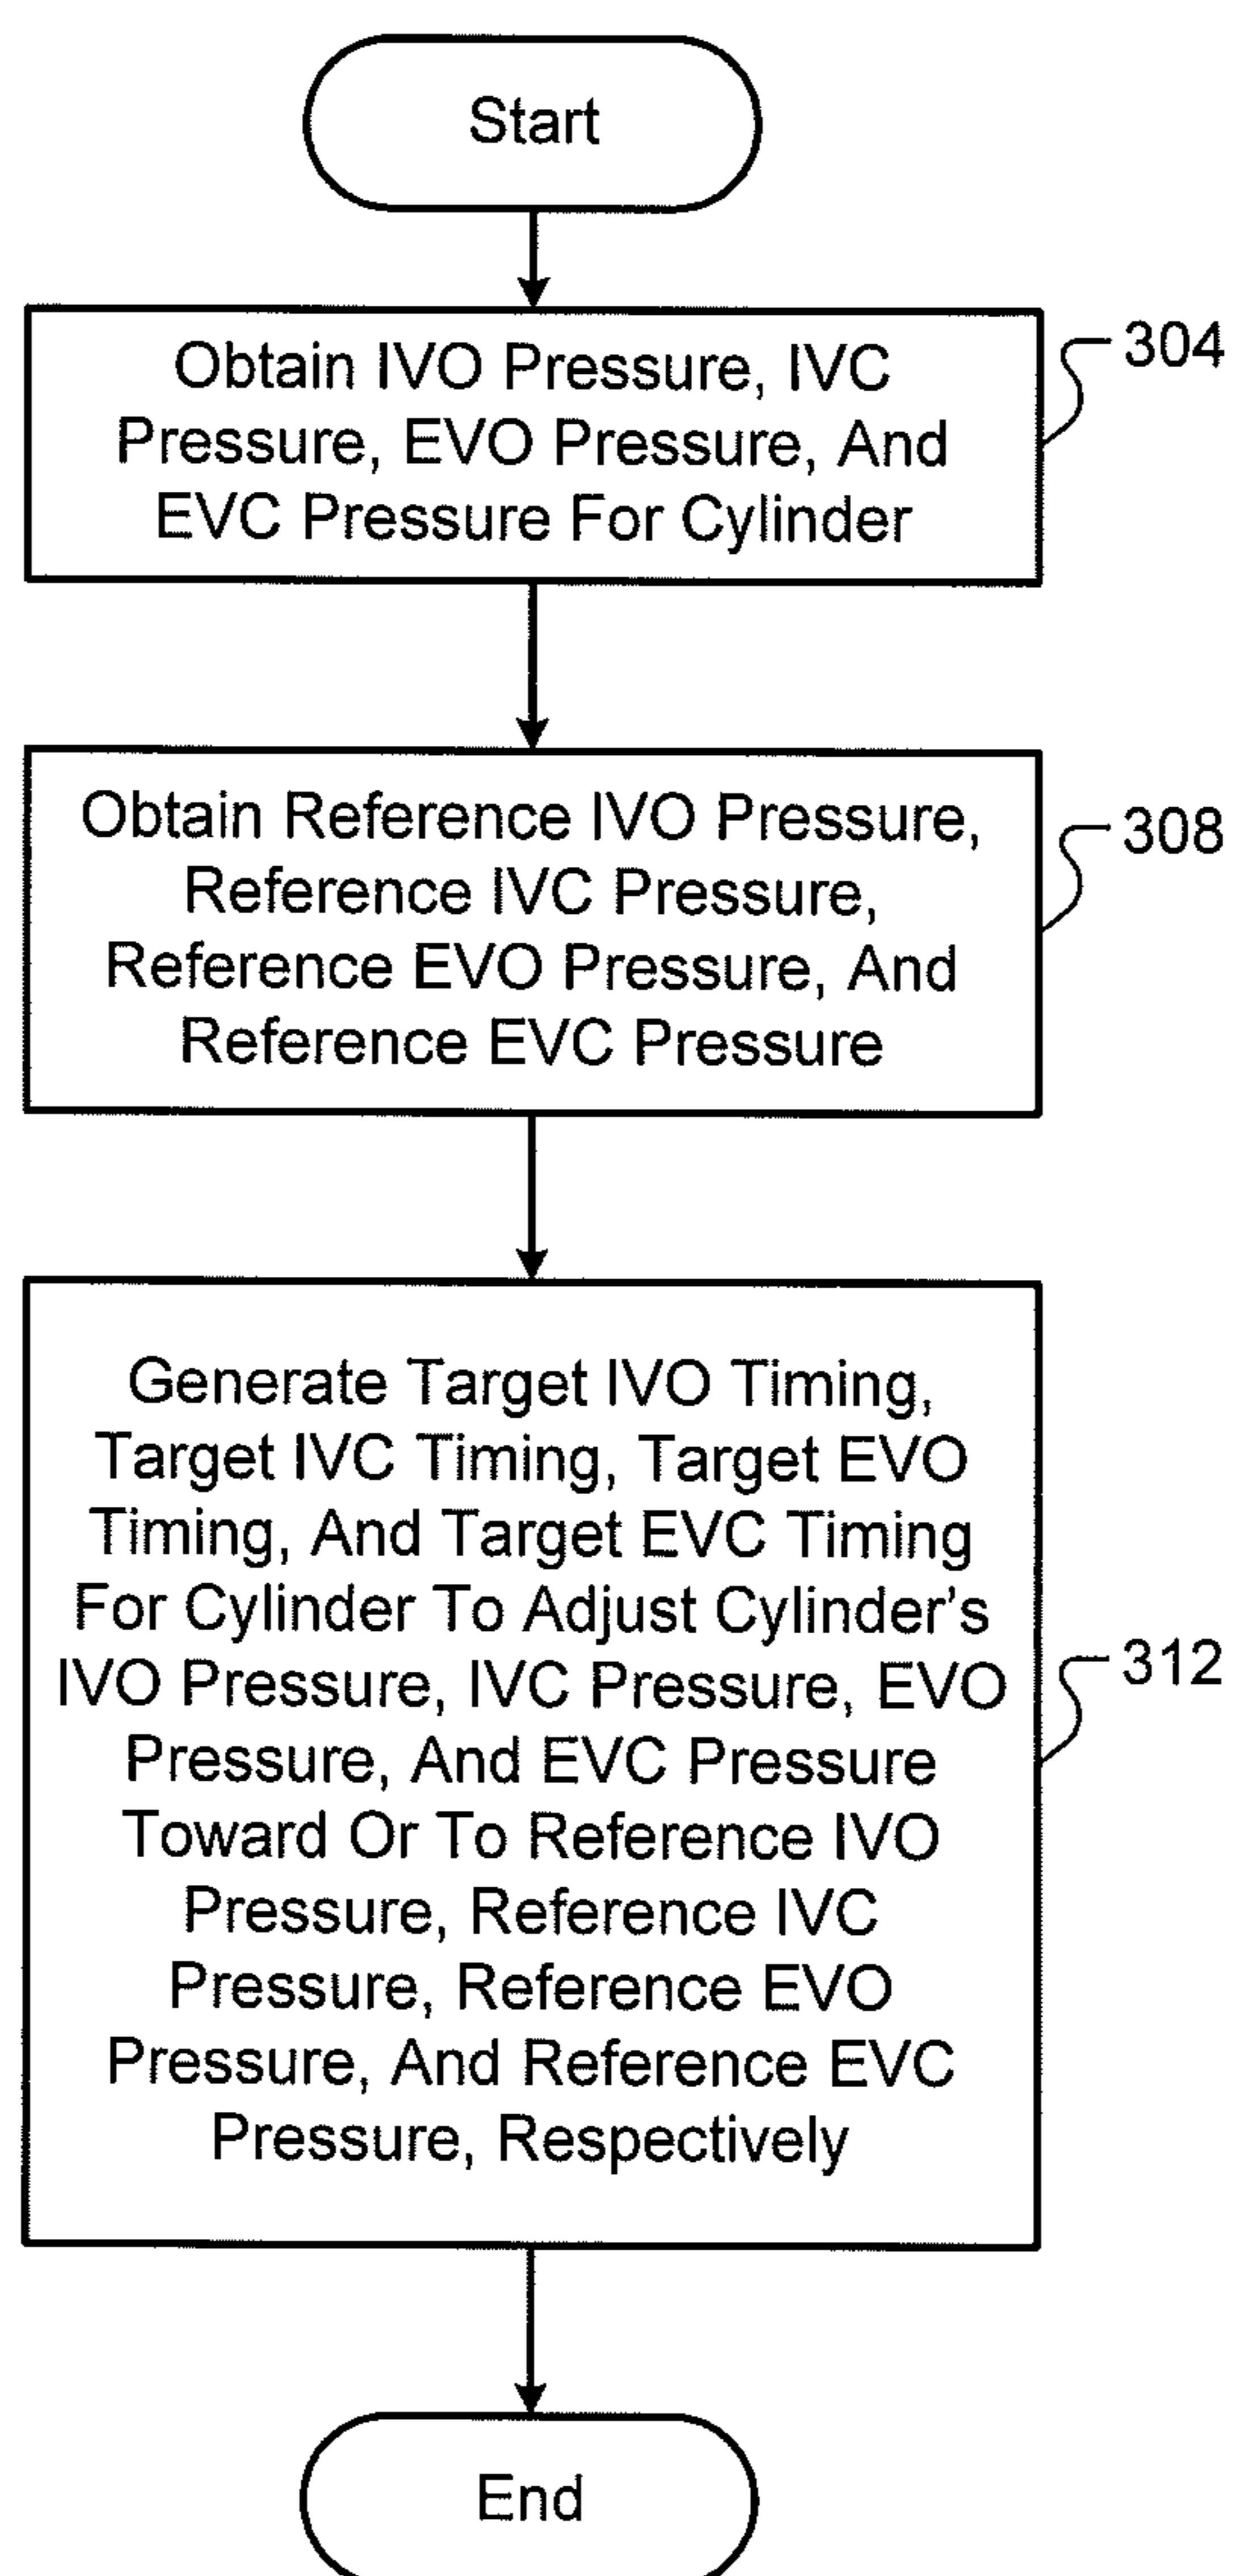 Start
Obtain IVO Pressure, IVC
Pressure, EVO Pressure, And
EVC Pressure For Cylinder
304
Obtain Reference IVO Pressure,
Reference IVC Pressure,
Reference EVO Pressure, And
Reference EVC Pressure
308
Generate Target IVO Timing,
Target IVC Timing, Target EVO
Timing, And Target EVC Timing
For Cylinder To Adjust Cylinder's
IVO Pressure, IVC Pressure, EVO
Pressure, And EVC Pressure
Toward Or To Reference IVO
Pressure, Reference IVC
Pressure, Reference EVO
Pressure, And Reference EVC
Pressure, Respectively
312
End